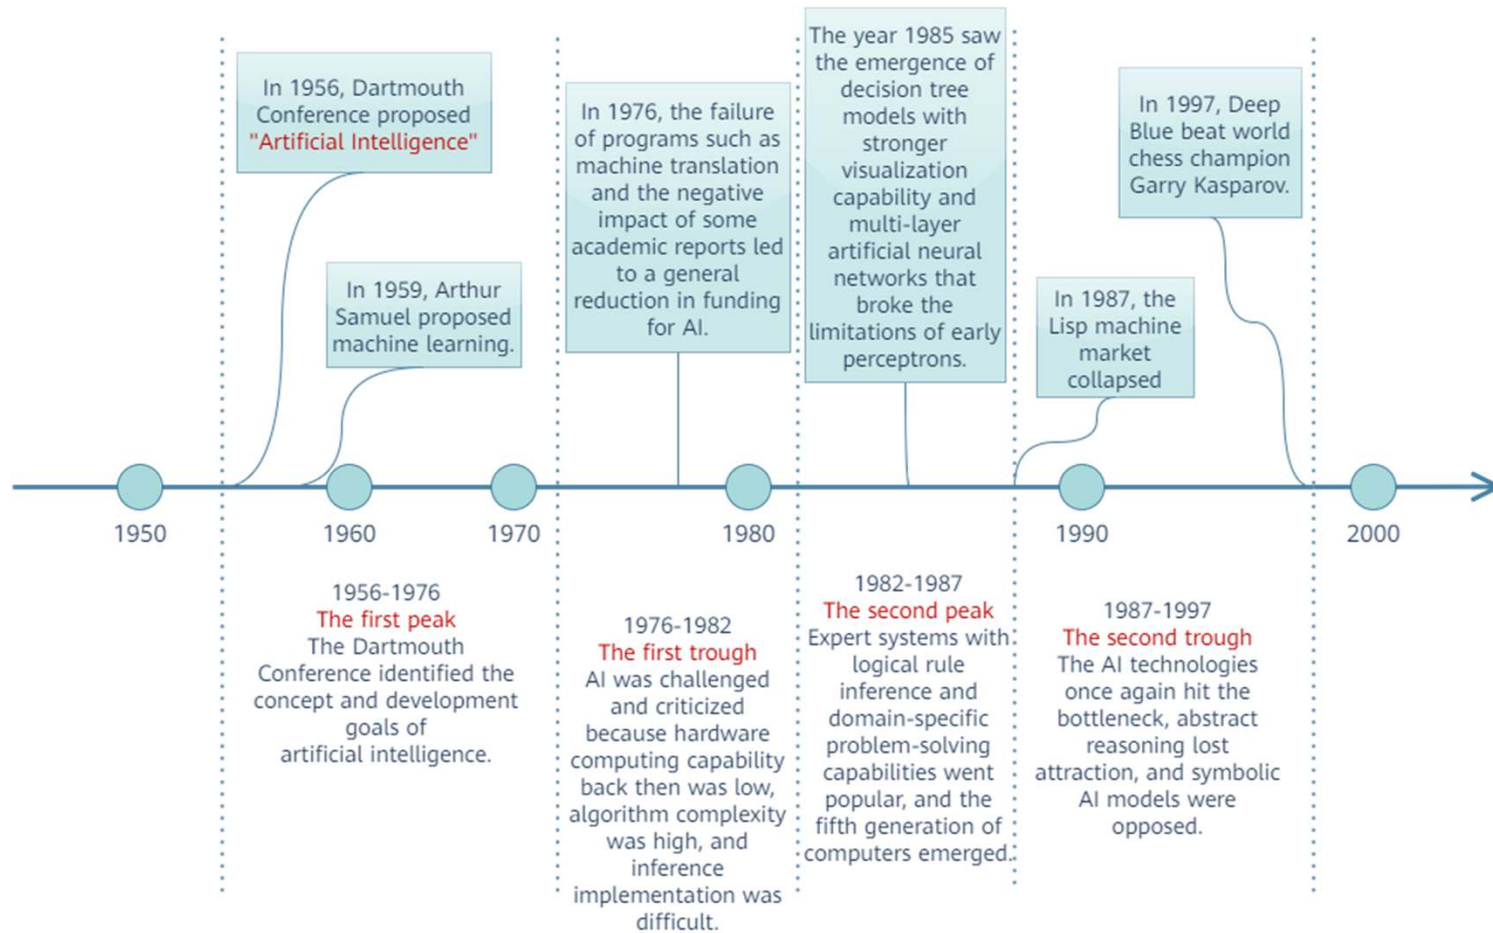 In 1956, Dartmouth
Conference proposed
"Artificial Intelligence"
In 1959, Arthur
Samuel proposed
machine learning.
In 1976, the failure
of programs such as
machine translation
and the negative
impact of some
academic reports led
to a general
reduction in funding
for AI.
The year 1985 saw
the emergence of
decision tree
models with
stronger
visualization
capability and
multi-layer
artificial neural
networks that
broke the
limitations of early
perceptrons.
In 1987, the
Lisp machine
market
collapsed
In 1997, Deep
Blue beat world
chess champion
Garry Kasparov.
1950
1960
1970
1980
1990
2000
1956-1976
The first peak
The Dartmouth
Conference identified the
concept and development
goals of
artificial intelligence.
1976-1982
The first trough
AI was challenged
and criticized
because hardware
computing capability
back then was low,
algorithm complexity
was high, and
inference
implementation was
difficult.
1982-1987
The second peak
Expert systems with
logical rule
inference and
domain-specific
problem-solving
capabilities went
popular, and the
fifth generation of
computers emerged.
1987-1997
The second trough
The AI technologies
once again hit the
bottleneck, abstract
reasoning lost
attraction, and symbolic
AI models were
opposed.